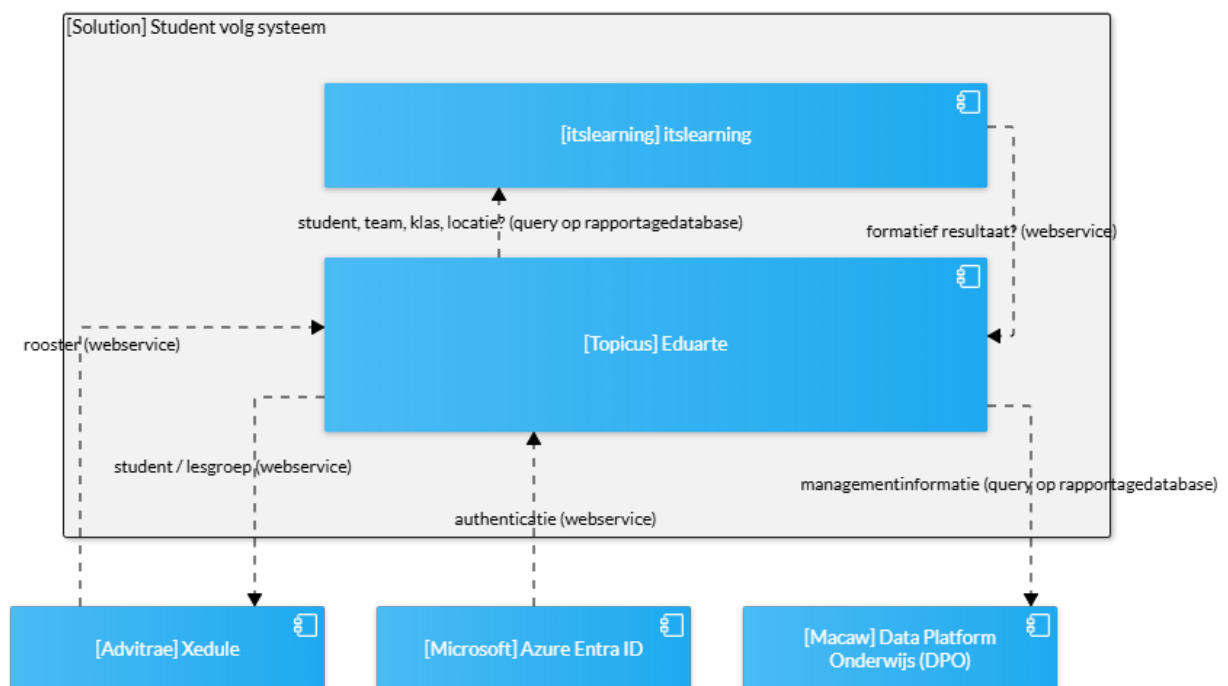 [Solution] Student volg systeem
[itslearning] itslearning
student, team, klas, locatie? (query op rapportagedatabase)
formatief resultaat? (webservice)
[Topicus] Eduarte
rooster (webservice)
student / lesgroep (webservice)
managementinformatie (query op rapportagedatabase)
authenticatie (webservice)
[Advitrae] Xedule
[Microsoft] Azure Entra ID
[Macaw] Data Platform
Onderwijs (DPO)